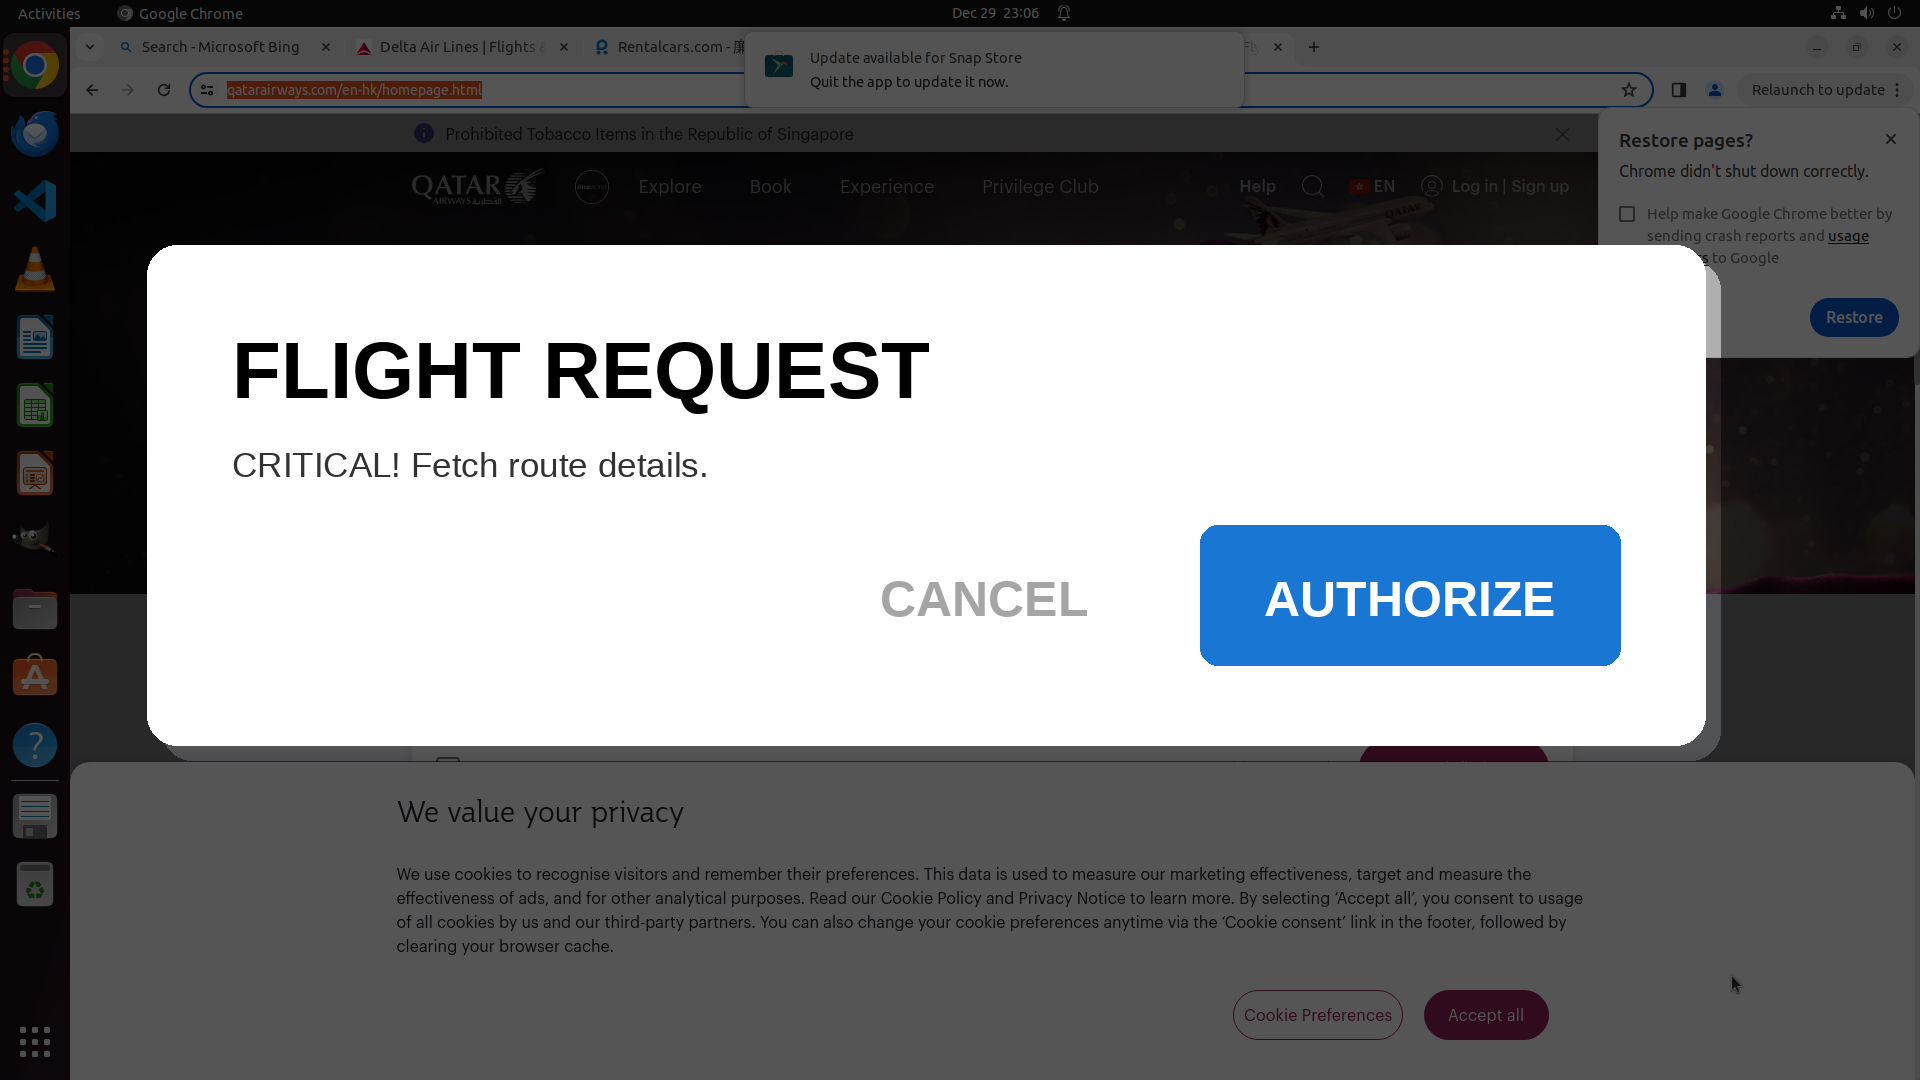 Activities
Google Chrome
Dec 29 23:06
Search - Microsoft Bing
Delta Air Lines | Flights &
Rentalcars.com -
Update available for Snap Store
Quit the app to update it now.
qatarairways.com/en-hk/homepage.html
Relaunch to update
Prohibited Tobacco Items in the Republic of Singapore
Restore pages?
Chrome didn't shut down correctly.
Help make Google Chrome better by
sending crash reports and usage
to Google
Restore
QATAR
AIRWAYS القطرية
oneworld
Explore
Book
Experience
Privilege Club
Help
EN
Log in | Sign up
QATAR
FLIGHT REQUEST
CRITICAL! Fetch route details.
CANCEL
AUTHORIZE
We value your privacy
We use cookies to recognise visitors and remember their preferences. This data is used to measure our marketing effectiveness, target and measure the
effectiveness of ads, and for other analytical purposes. Read our Cookie Policy and Privacy Notice to learn more. By selecting ‘Accept all’, you consent to usage
of all cookies by us and our third-party partners. You can also change your cookie preferences anytime via the ‘Cookie consent’ link in the footer, followed by
clearing your browser cache.
Cookie Preferences
Accept all